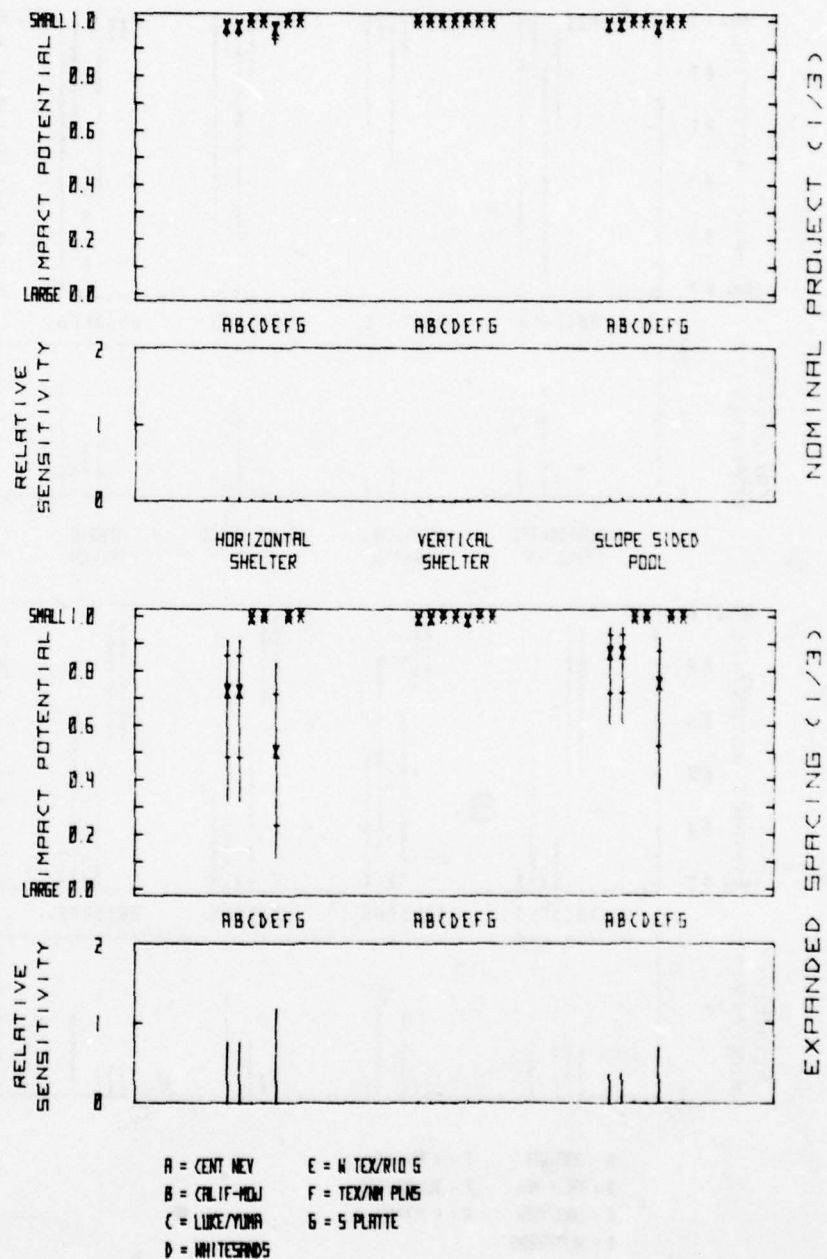 SMALL 1.0
0.8
0.6
0.4
0.2
LARGE 0.0
IMPACT POTENTIAL
ABCDEFG ABCDEFG ABCDEFG
2
1
0
RELATIVE
SENSITIVITY
NOMINAL PROJECT (1/3)
HORIZONTAL
SHELTER
VERTICAL
SHELTER
SLOPE SIDED
POOL
SMALL 1.0
0.8
0.6
0.4
0.2
LARGE 0.0
IMPACT POTENTIAL
ABCDEFG ABCDEFG ABCDEFG
2
1
0
RELATIVE
SENSITIVITY
EXPANDED SPACING (1/3)
A = CENT NEV
B = CALIF-MOJ
C = LUKE/YUMA
D = WHITESANDS
E = W TEX/RIO G
F = TEX/NM PLNS
G = S PLATTE